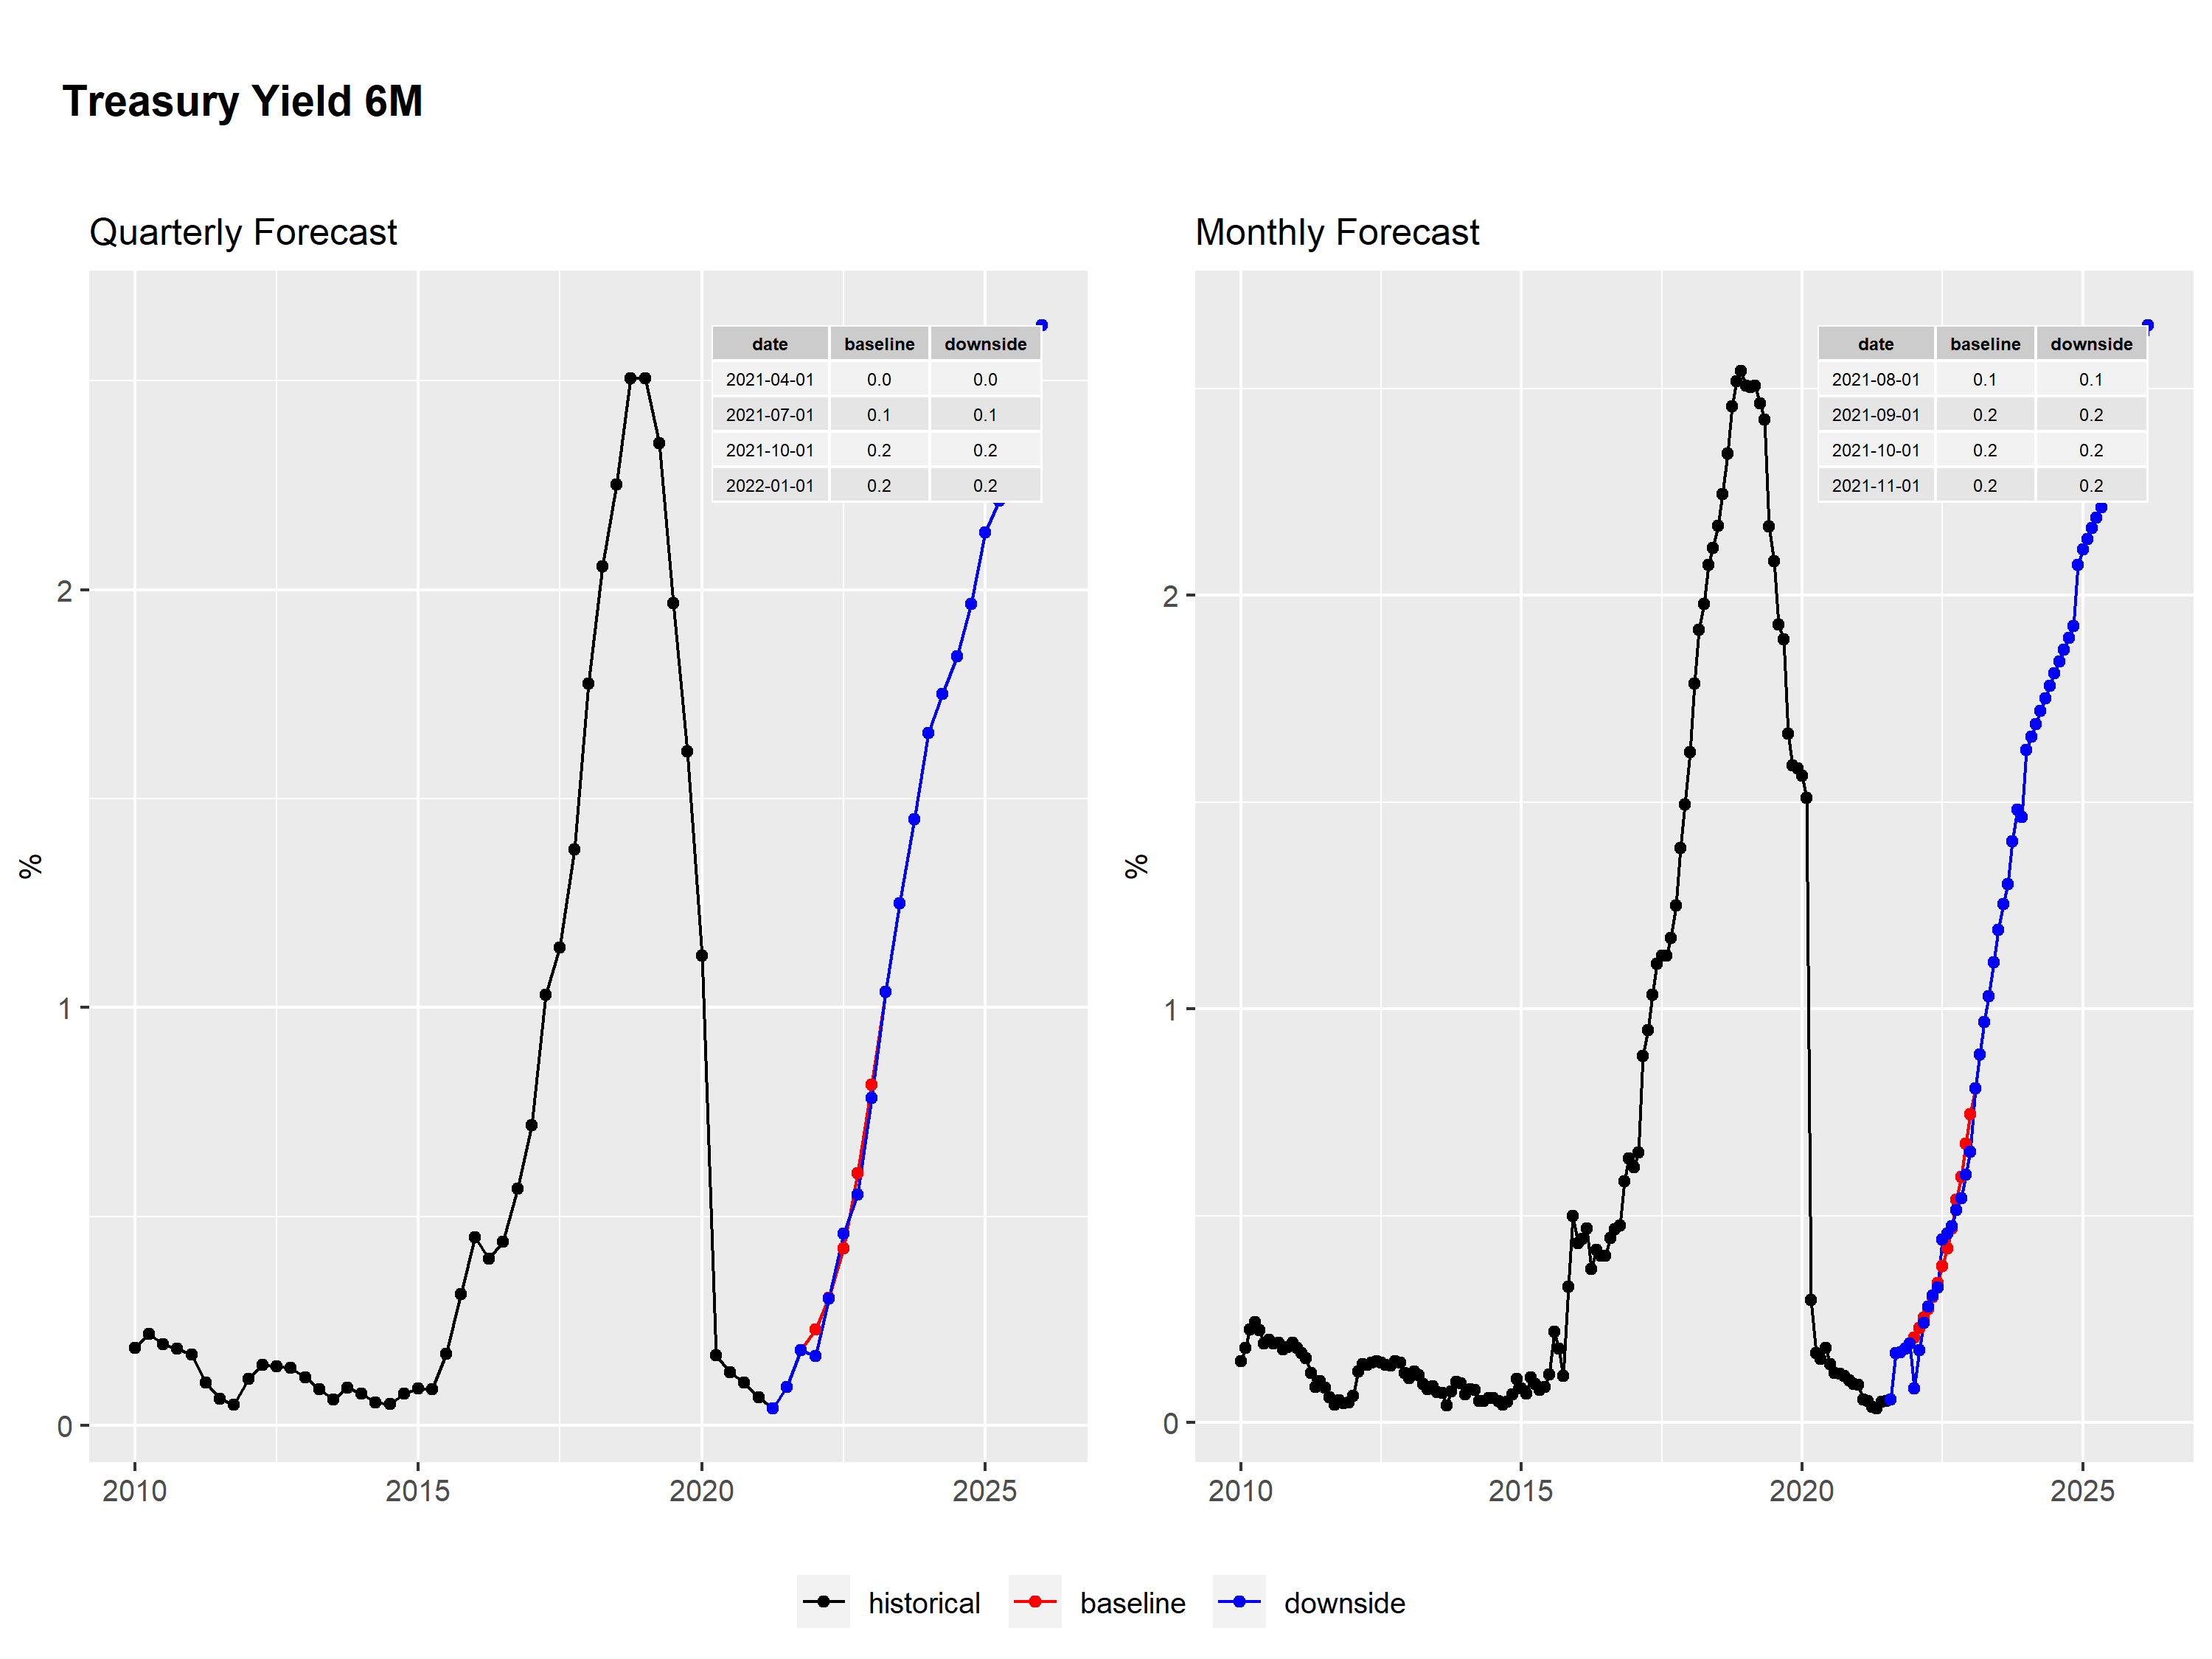 Treasury Yield 6M
Quarterly Forecast
%
2
1
0
2010 2015 2020 2025
date baseline downside
2021-04-01 0.0 0.0
2021-07-01 0.1 0.1
2021-10-01 0.2 0.2
2022-01-01 0.2 0.2
Monthly Forecast
%
2
1
0
2010 2015 2020 2025
date baseline downside
2021-08-01 0.1 0.1
2021-09-01 0.2 0.2
2021-10-01 0.2 0.2
2021-11-01 0.2 0.2
historical baseline downside